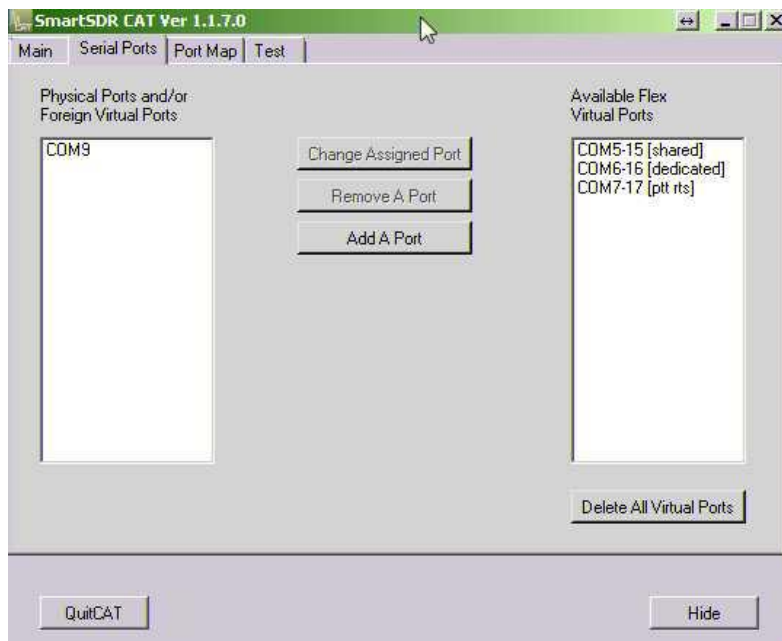 SmartSDR CAT Ver 1.1.7.0
Main Serial Ports Port Map Test
Physical Ports and/or
Foreign Virtual Ports
COM9
Change Assigned Port
Remove A Port
Add A Port
Available Flex
Virtual Ports
COM5-15 [shared]
COM6-16 [dedicated]
COM7-17 [ptt rts]
Delete All Virtual Ports
QuitCAT
Hide